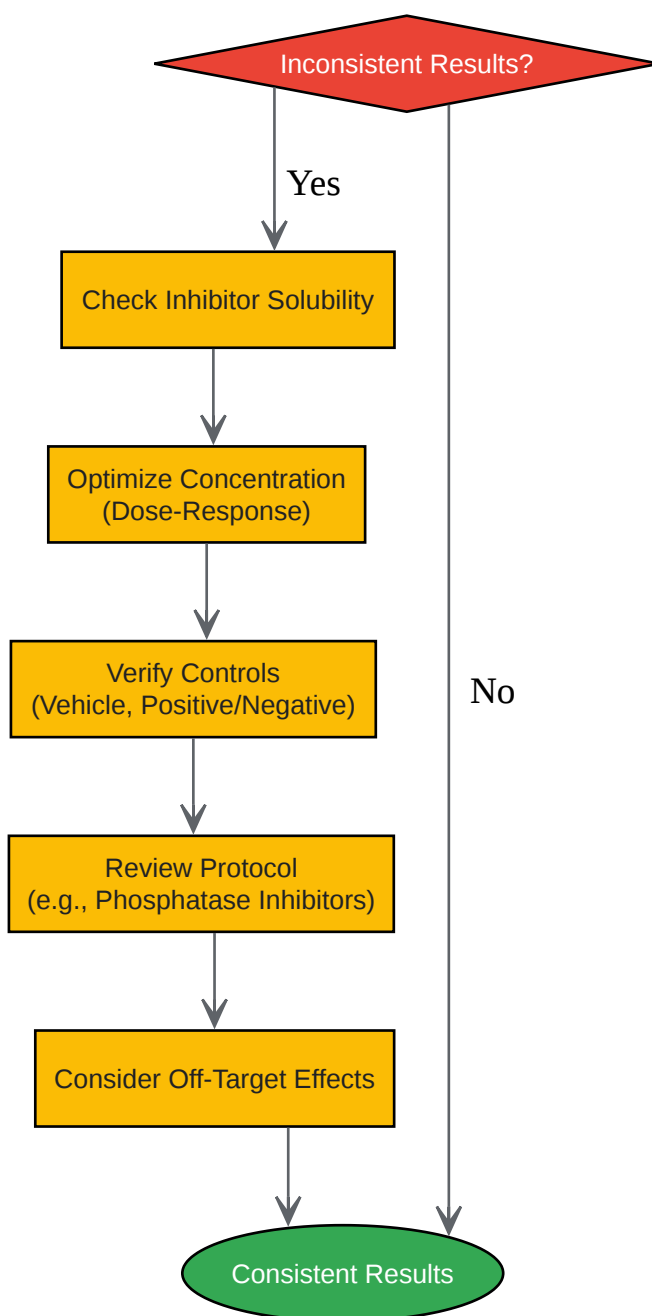 Inconsistent Results?
Yes
Check Inhibitor Solubility
Optimize Concentration
(Dose-Response)
Verify Controls
(Vehicle, Positive/Negative)
No
Review Protocol
(e.g., Phosphatase Inhibitors)
Consider Off-Target Effects
Consistent Results